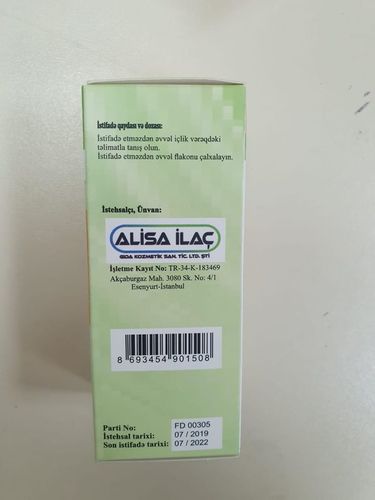 İstifadə qaydası və dozası:
İstifadə etməzdən əvvəl içlik vərəqdəki
təlimatla tanış olun.
İstifadə etməzdən əvvəl flakonu çalxalayın.
İstehsalçı, Ünvan:
ALİSA İLAÇ
GIDA KOZMETİK SAN. TİC. LTD. ŞTİ
İşletme Kayıt No: TR-34-K-183469
Akçaburgaz Mah. 3080 Sk. No: 4/1
Esenyurt-İstanbul
8 693454 901508
Parti No: FD 00305
İstehsal tarixi: 07 / 2019
Son istifadə tarixi: 07 / 2022